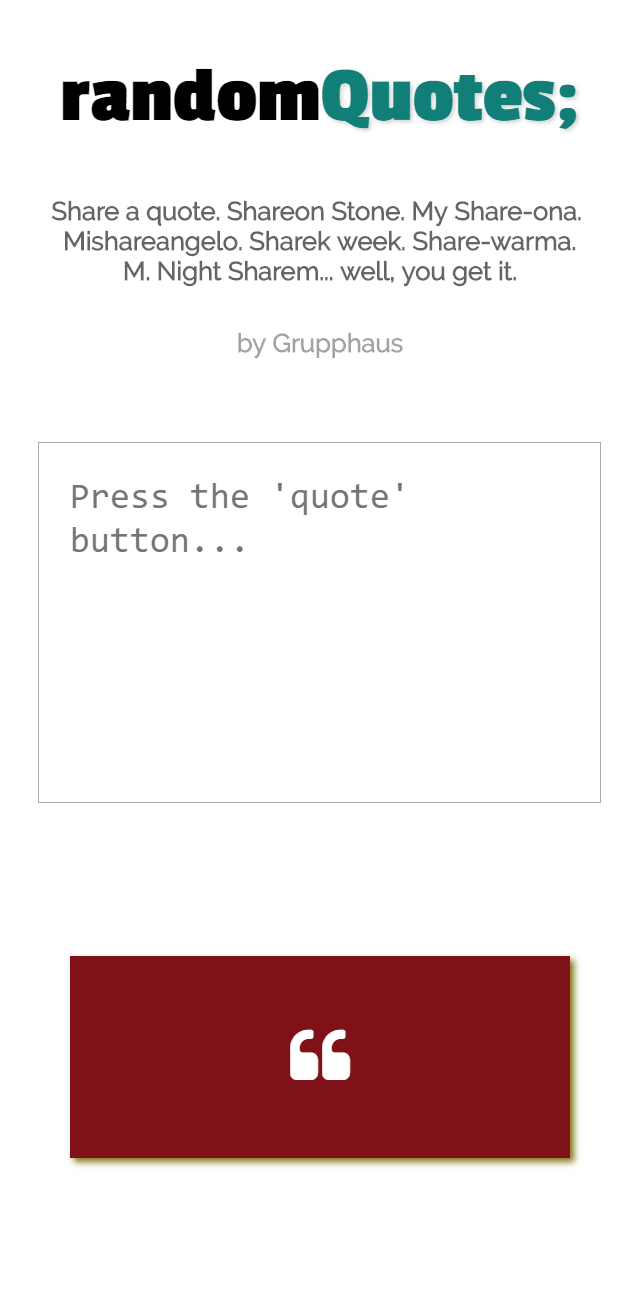 randomQuotes;
Share a quote. Shareon Stone. My Share-ona.
Mishareangelo. Sharek week. Share-warma.
M. Night Sharem... well, you get it.
by Grupphaus
Press the 'quote'
button...